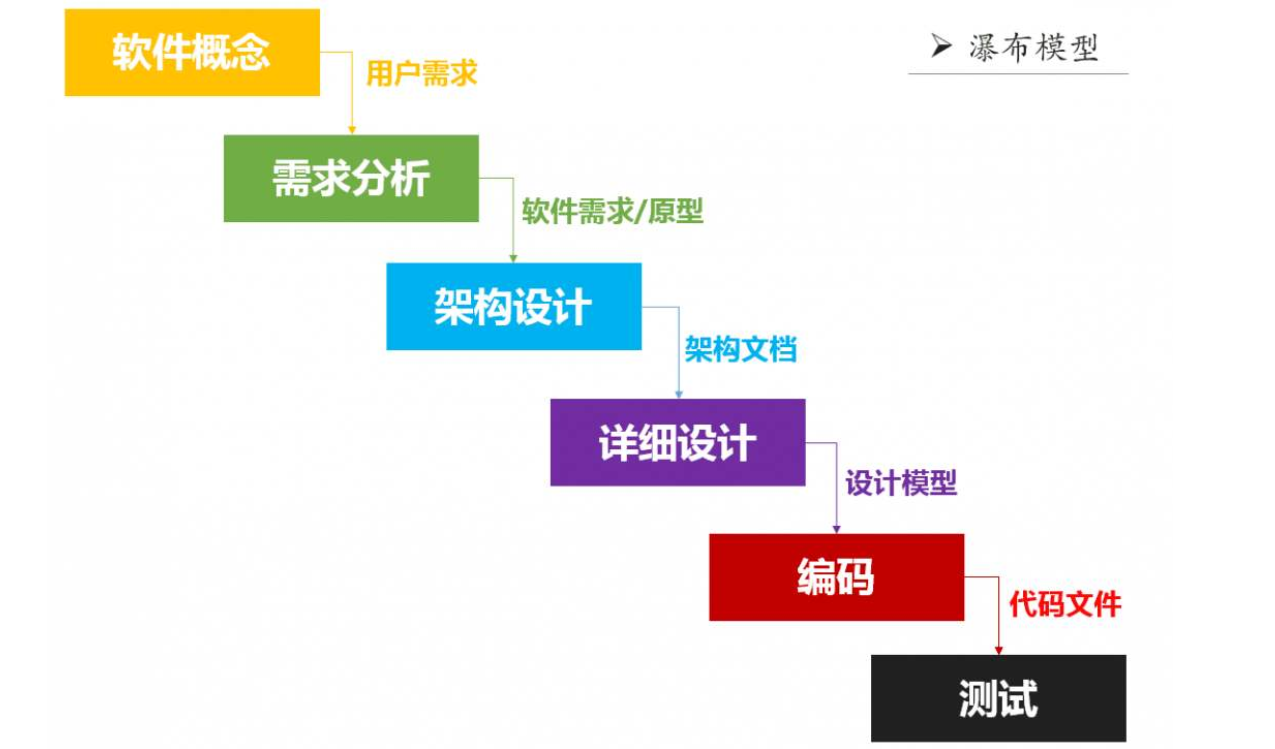 软件概念
➢ 瀑布模型
用户需求
需求分析
软件需求/原型
架构设计
架构文档
详细设计
设计模型
编码
代码文件
测试